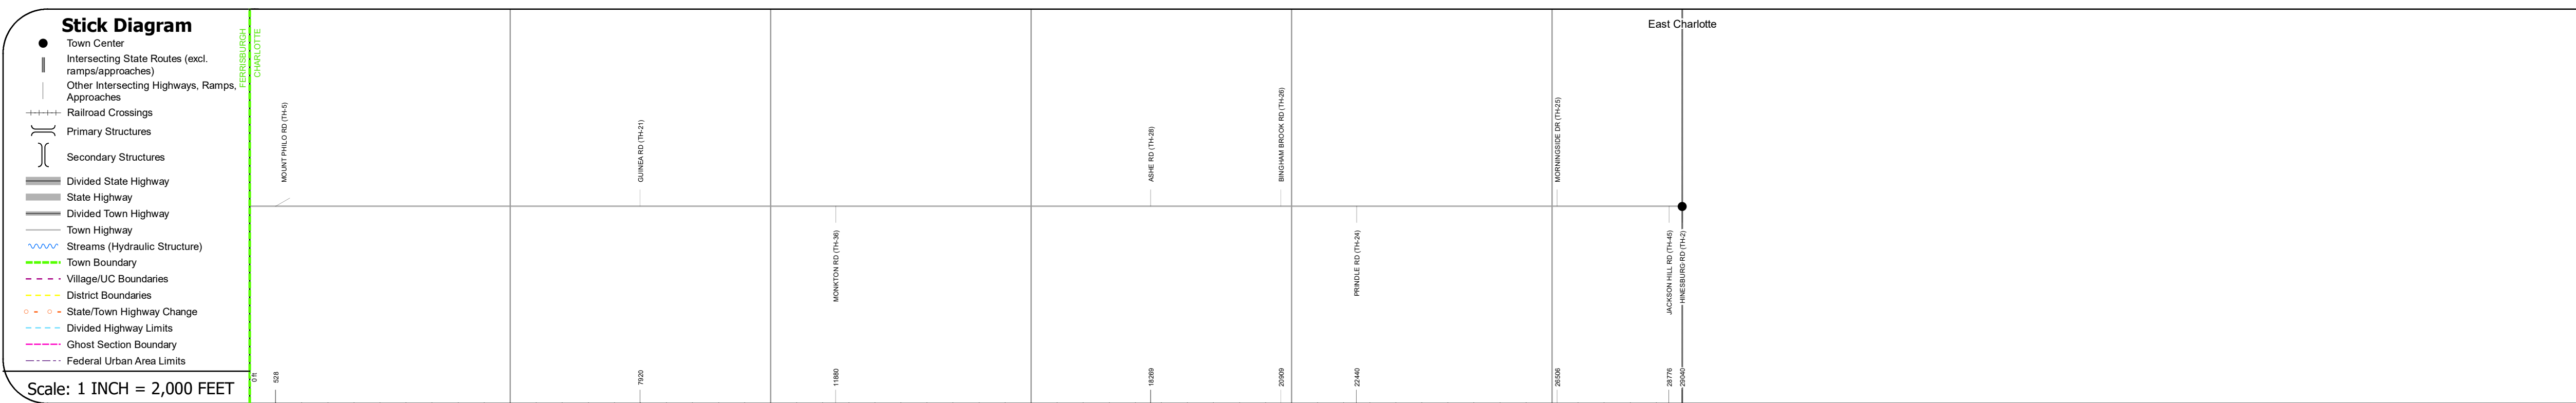 Stick Diagram
Town Center
Intersecting State Routes (excl.
ramps/approaches)
Other Intersecting Highways, Ramps,
Approaches
Railroad Crossings
Primary Structures
Secondary Structures
Divided State Highway
State Highway
Divided Town Highway
Town Highway
Streams (Hydraulic Structure)
Town Boundary
Village/UC Boundaries
District Boundaries
State/Town Highway Change
Divided Highway Limits
Ghost Section Boundary
Federal Urban Area Limits
Scale: 1 INCH = 2,000 FEET
FERRISBURGH
CHARLOTTE
East Charlotte
MOUNT PHILO RD (TH-5)
GUINEA RD (TH-21)
MONKTON RD (TH-36)
ASHE RD (TH-28)
BINGHAM BROOK RD (TH-26)
PRINDLE RD (TH-24)
MORNINGSIDE DR (TH-25)
JACKSON HILL RD (TH-45)
HINESBURG RD (TH-2)
0 ft
528
7920
11880
18269
20909
22440
26506
28776
29040